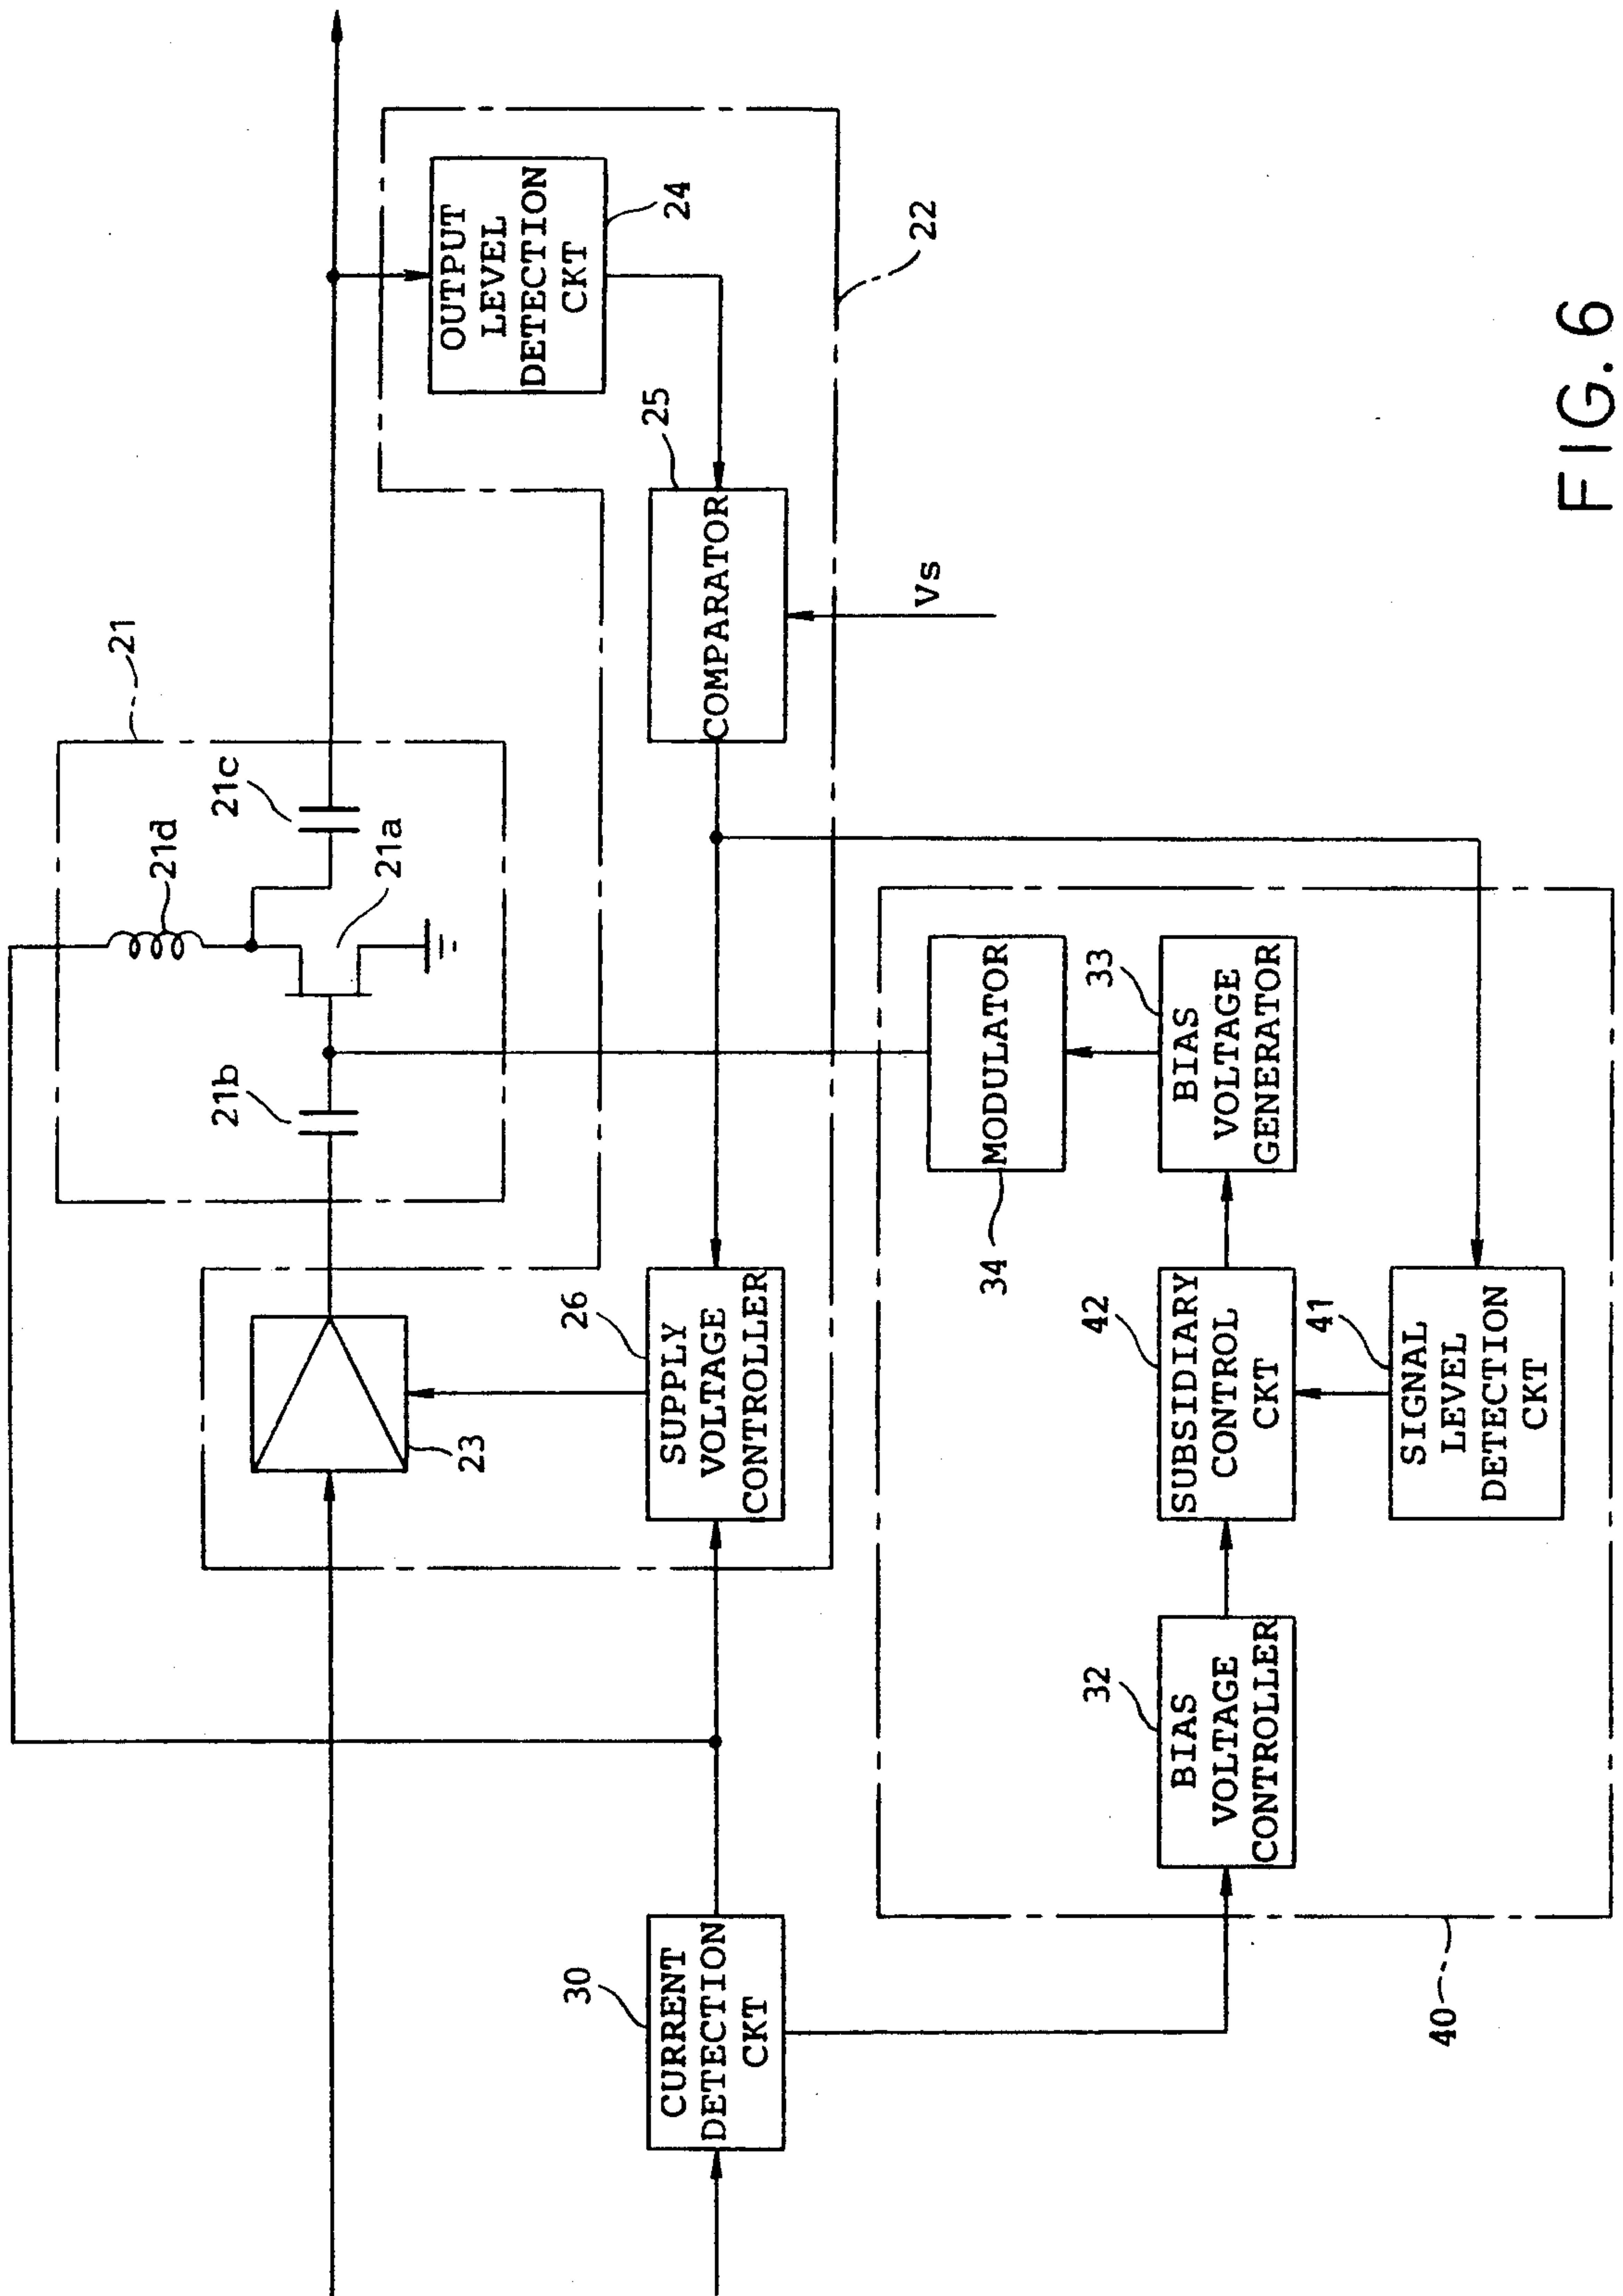 21
21d
21c
21b
21a
23
OUTPUT
LEVEL
DETECTION
CKT
24
22
25
COMPARATOR
Vs
26
SUPPLY
VOLTAGE
CONTROLLER
30
CURRENT
DETECTION
CKT
MODULATOR
34
33
BIAS
VOLTAGE
GENERATOR
42
SUBSIDIARY
CONTROL
CKT
41
SIGNAL
LEVEL
DETECTION
CKT
32
BIAS
VOLTAGE
CONTROLLER
40
FIG. 6